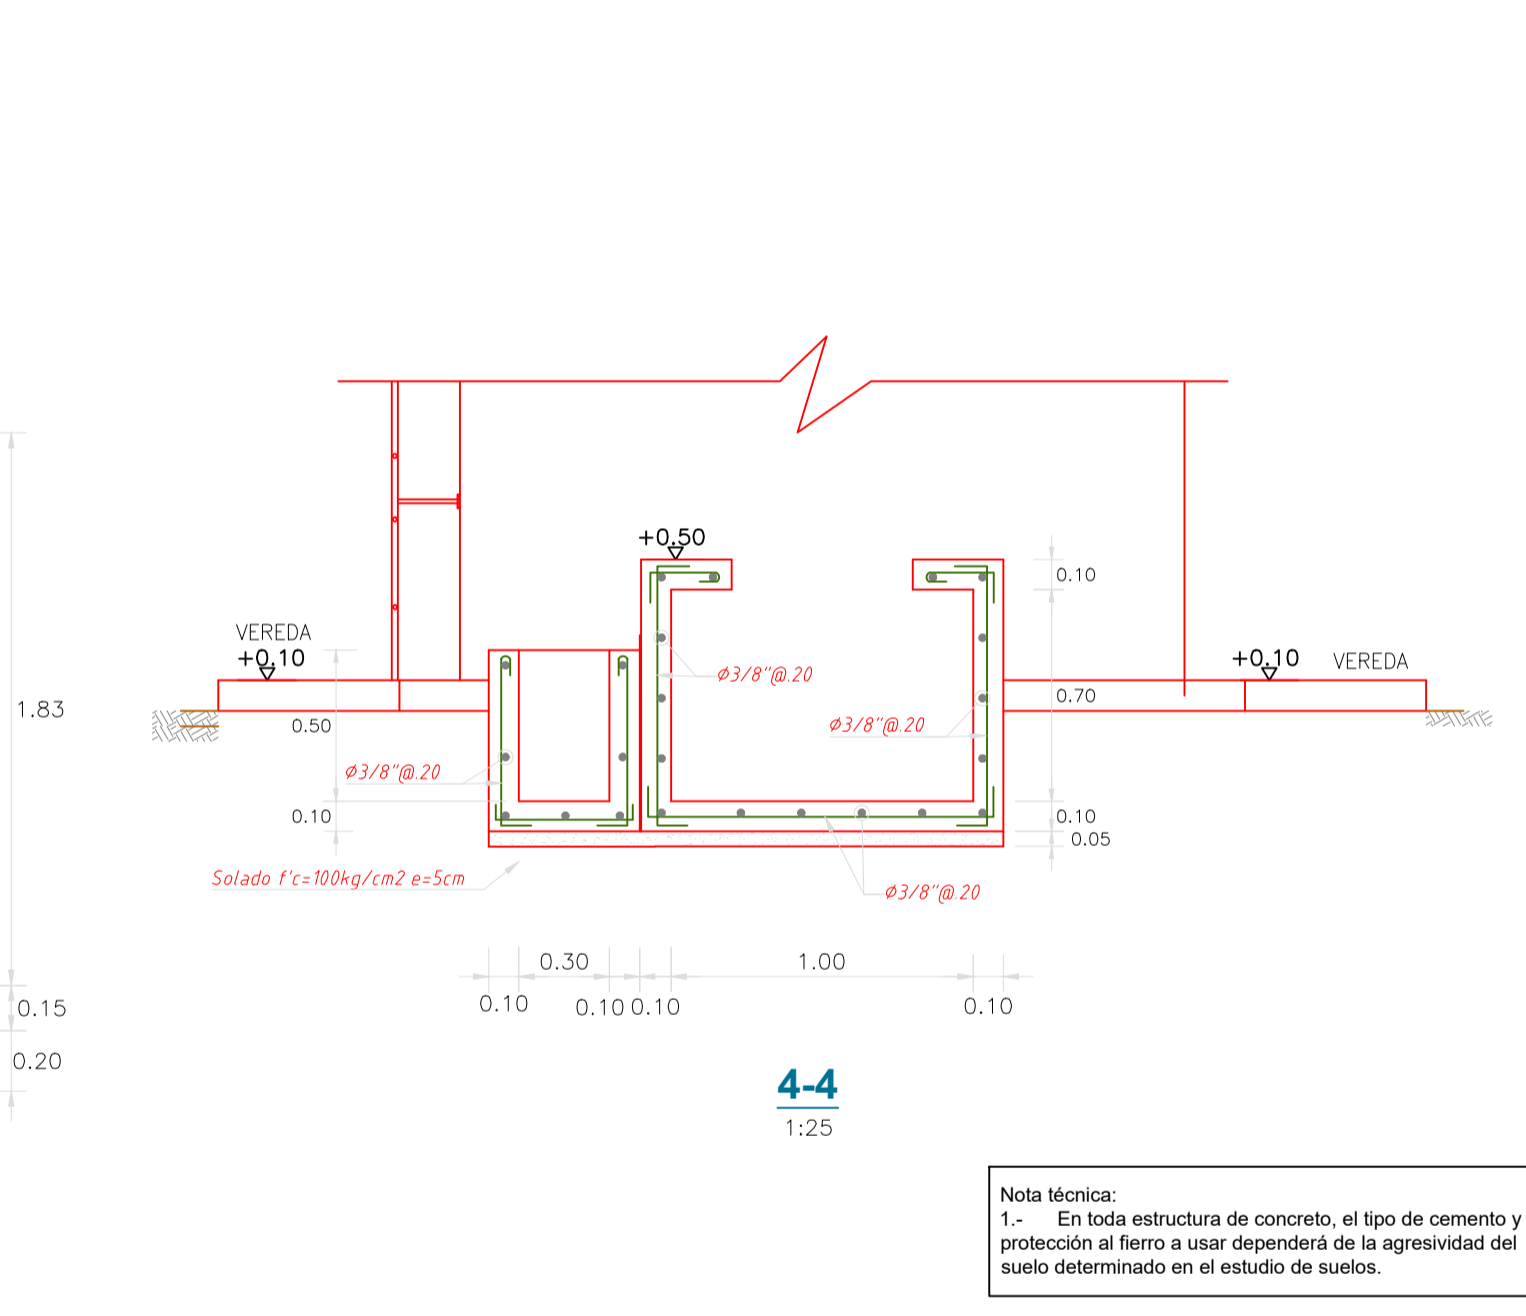 +0.50
0.10
VEREDA
+0.10
+0.10
VEREDA
Ø3/8"@.20
0.70
1.83
0.50
Ø3/8"@.20
Ø3/8"@.20
0.10
0.10
0.05
Solado f'c=100kg/cm2 e=5cm
Ø3/8"@.20
0.30
1.00
0.10
0.10
0.10
0.10
0.15
0.20
4-4
1:25
Nota técnica:
1.- En toda estructura de concreto, el tipo de cemento y
protección al fierro a usar dependerá de la agresividad del
suelo determinado en el estudio de suelos.